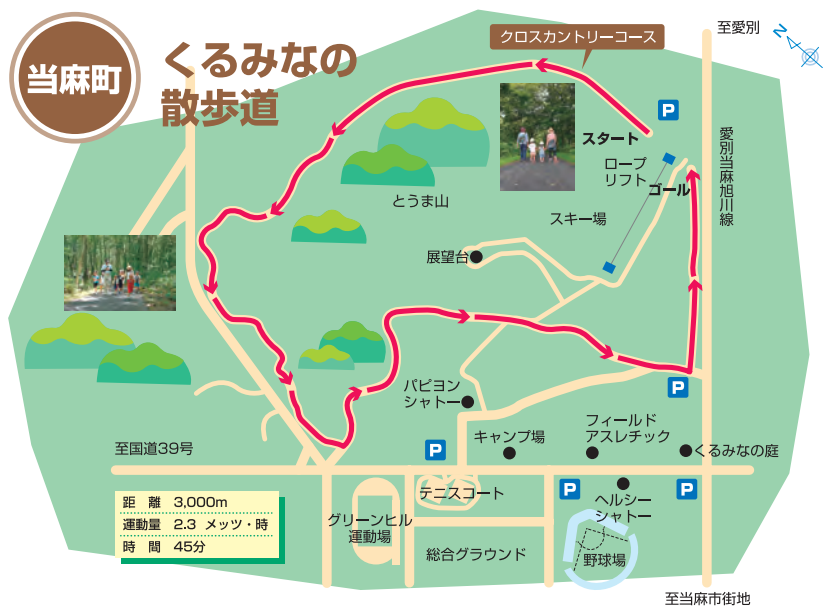 当麻町
くるみなの
散歩道
クロスカントリーコース
至愛別
N
P
スタート
ロープ
リフト
ゴール
愛別当麻旭川線
とうま山
スキー場
展望台
パピヨン
シャトー
P
P
キャンプ場
フィールド
アスレチック
くるみなの庭
至国道39号
テニスコート
P
P
ヘルシー
シャトー
距 離 3,000m
運動量 2.3 メッツ・時
時 間 45分
グリーンヒル
運動場
総合グラウンド
野球場
至当麻市街地